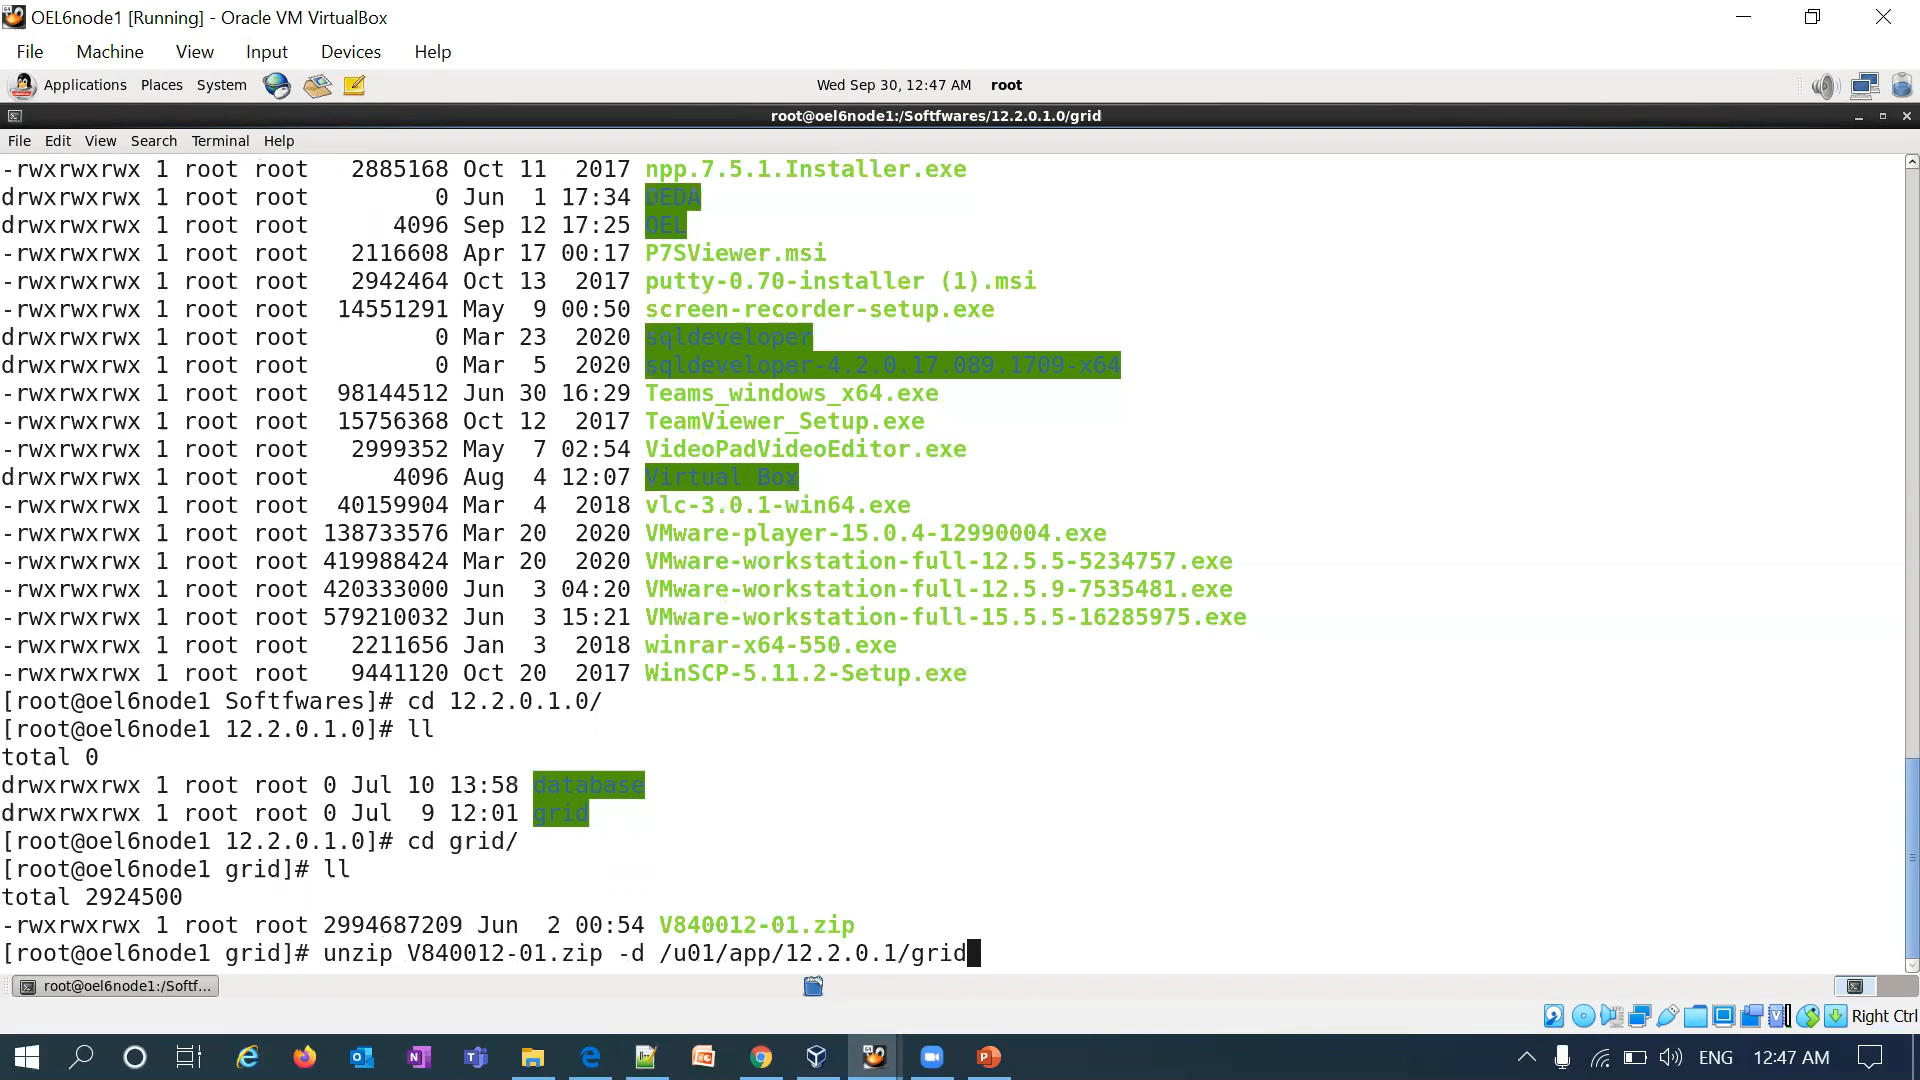 OEL6node1 [Running] - Oracle VM VirtualBox
File Machine View Input Devices Help
Applications Places System Wed Sep 30, 12:47 AM root
root@oel6node1:/Softfwares/12.2.0.1.0/grid
File Edit View Search Terminal Help
-rwxrwxrwx 1 root root 2885168 Oct 11 2017 npp.7.5.1.Installer.exe
drwxrwxrwx 1 root root 0 Jun 1 17:34 OEDA
drwxrwxrwx 1 root root 4096 Sep 12 17:25 OEL
-rwxrwxrwx 1 root root 2116608 Apr 17 00:17 P7SViewer.msi
-rwxrwxrwx 1 root root 2942464 Oct 13 2017 putty-0.70-installer (1).msi
-rwxrwxrwx 1 root root 14551291 May 9 00:50 screen-recorder-setup.exe
drwxrwxrwx 1 root root 0 Mar 23 2020 sqldeveloper
drwxrwxrwx 1 root root 0 Mar 5 2020 sqldeveloper-4.2.0.17.089.1709-x64
-rwxrwxrwx 1 root root 98144512 Jun 30 16:29 Teams_windows_x64.exe
-rwxrwxrwx 1 root root 15756368 Oct 12 2017 TeamViewer_Setup.exe
-rwxrwxrwx 1 root root 2999352 May 7 02:54 VideoPadVideoEditor.exe
drwxrwxrwx 1 root root 4096 Aug 4 12:07 Virtual Box
-rwxrwxrwx 1 root root 40159904 Mar 4 2018 vlc-3.0.1-win64.exe
-rwxrwxrwx 1 root root 138733576 Mar 20 2020 VMware-player-15.0.4-12990004.exe
-rwxrwxrwx 1 root root 419988424 Mar 20 2020 VMware-workstation-full-12.5.5-5234757.exe
-rwxrwxrwx 1 root root 420333000 Jun 3 04:20 VMware-workstation-full-12.5.9-7535481.exe
-rwxrwxrwx 1 root root 579210032 Jun 3 15:21 VMware-workstation-full-15.5.5-16285975.exe
-rwxrwxrwx 1 root root 2211656 Jan 3 2018 winrar-x64-550.exe
-rwxrwxrwx 1 root root 9441120 Oct 20 2017 WinSCP-5.11.2-Setup.exe
[root@oel6node1 Softfwares]# cd 12.2.0.1.0/
[root@oel6node1 12.2.0.1.0]# ll
total 0
drwxrwxrwx 1 root root 0 Jul 10 13:58 database
drwxrwxrwx 1 root root 0 Jul 9 12:01 grid
[root@oel6node1 12.2.0.1.0]# cd grid/
[root@oel6node1 grid]# ll
total 2924500
-rwxrwxrwx 1 root root 2994687209 Jun 2 00:54 V840012-01.zip
[root@oel6node1 grid]# unzip V840012-01.zip -d /u01/app/12.2.0.1/grid
root@oel6node1:/Softf...
Right Ctrl
ENG 12:47 AM